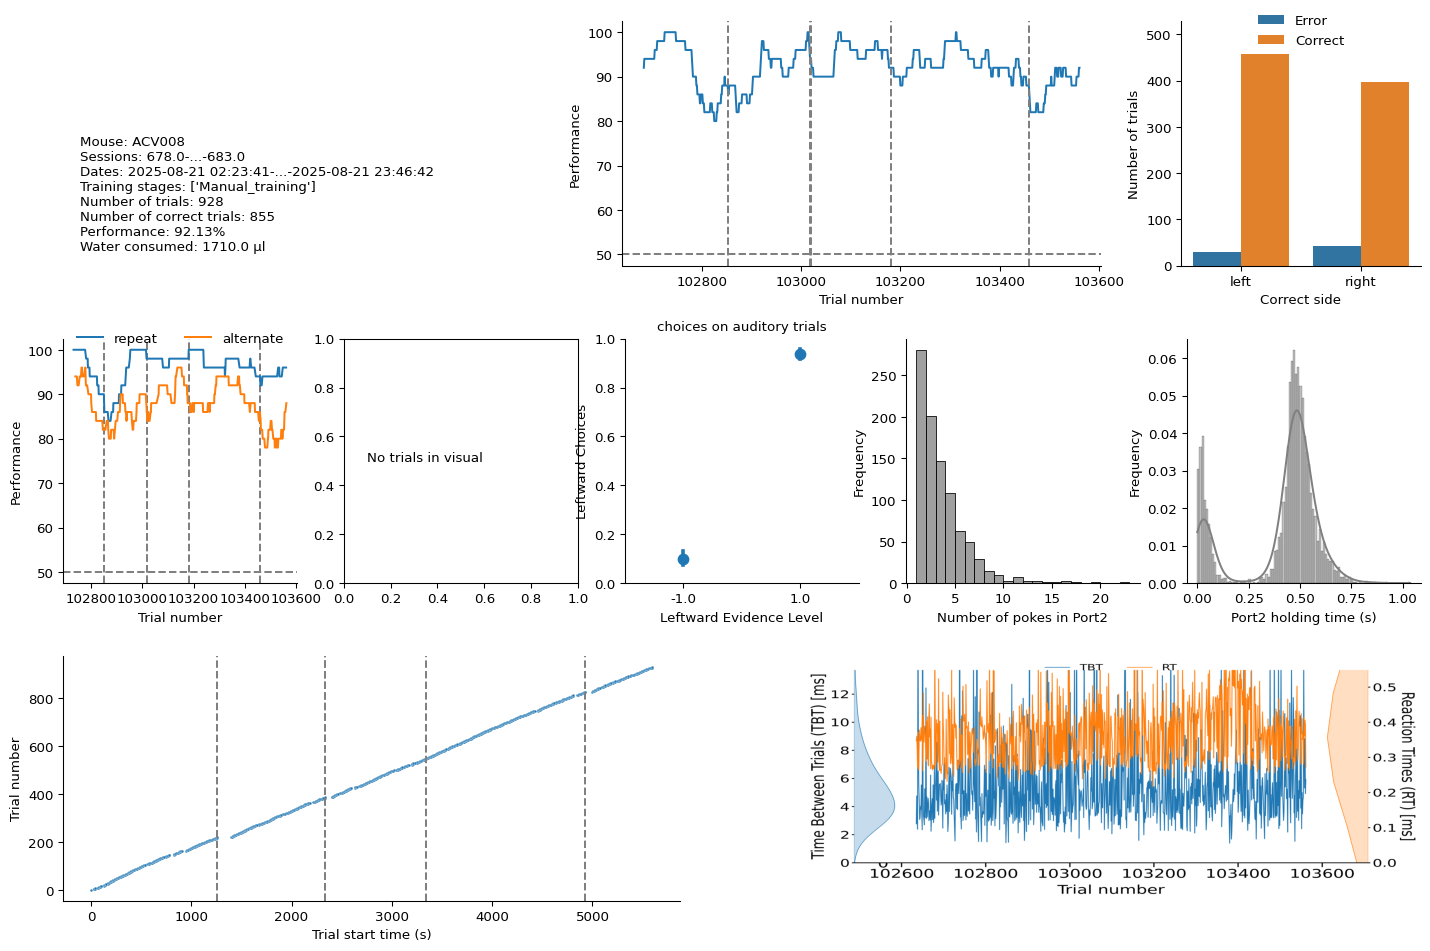 Mouse: ACV008
Sessions: 678.0-...-683.0
Dates: 2025-08-21 02:23:41-...-2025-08-21 23:46:42
Training stages: ['Manual_training']
Number of trials: 928
Number of correct trials: 855
Performance: 92.13%
Water consumed: 1710.0 µl
Performance
100
90
80
70
60
50
102800 103000 103200 103400 103600
Trial number
Error
Correct
Number of trials
500
400
300
200
100
0
left right
Correct side
repeat alternate
Performance
100
90
80
70
60
50
102800 103000 103200 103400 103600
Trial number
1.0
0.8
0.6
0.4
0.2
0.0
No trials in visual
0.0 0.2 0.4 0.6 0.8 1.0
choices on auditory trials
Leftward Choices
1.0
0.8
0.6
0.4
0.2
0.0
-1.0 1.0
Leftward Evidence Level
Frequency
250
200
150
100
50
0
0 5 10 15 20
Number of pokes in Port2
Frequency
0.06
0.05
0.04
0.03
0.02
0.01
0.00
0.00 0.25 0.50 0.75 1.00
Port2 holding time (s)
Trial number
800
600
400
200
0
0 1000 2000 3000 4000 5000
Trial start time (s)
TBT RT
Time Between Trials (TBT) [ms]
12
10
8
6
4
2
0
0
102600 102800 103000 103200 103400 103600
Trial number
0.5
0.4
0.3
0.2
0.1
0.0
Reaction Times (RT) [ms]